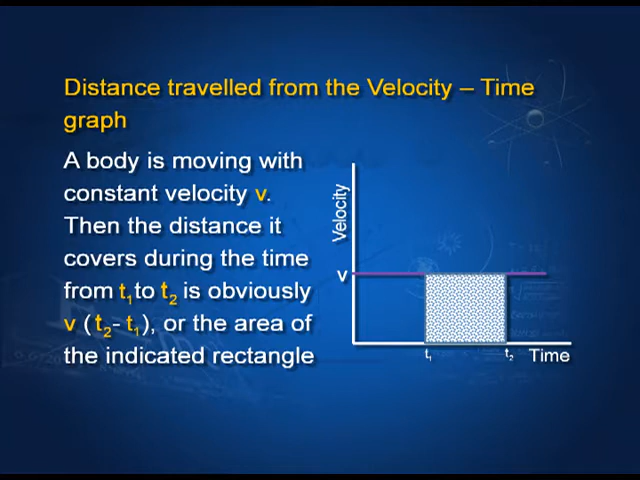 Distance travelled from the Velocity – Time
graph
A body is moving with
constant velocity v.
Then the distance it
covers during the time
from t₁ to t₂ is obviously
v ( t₂- t₁ ), or the area of
the indicated rectangle
Velocity
v
t₁ t₂ Time